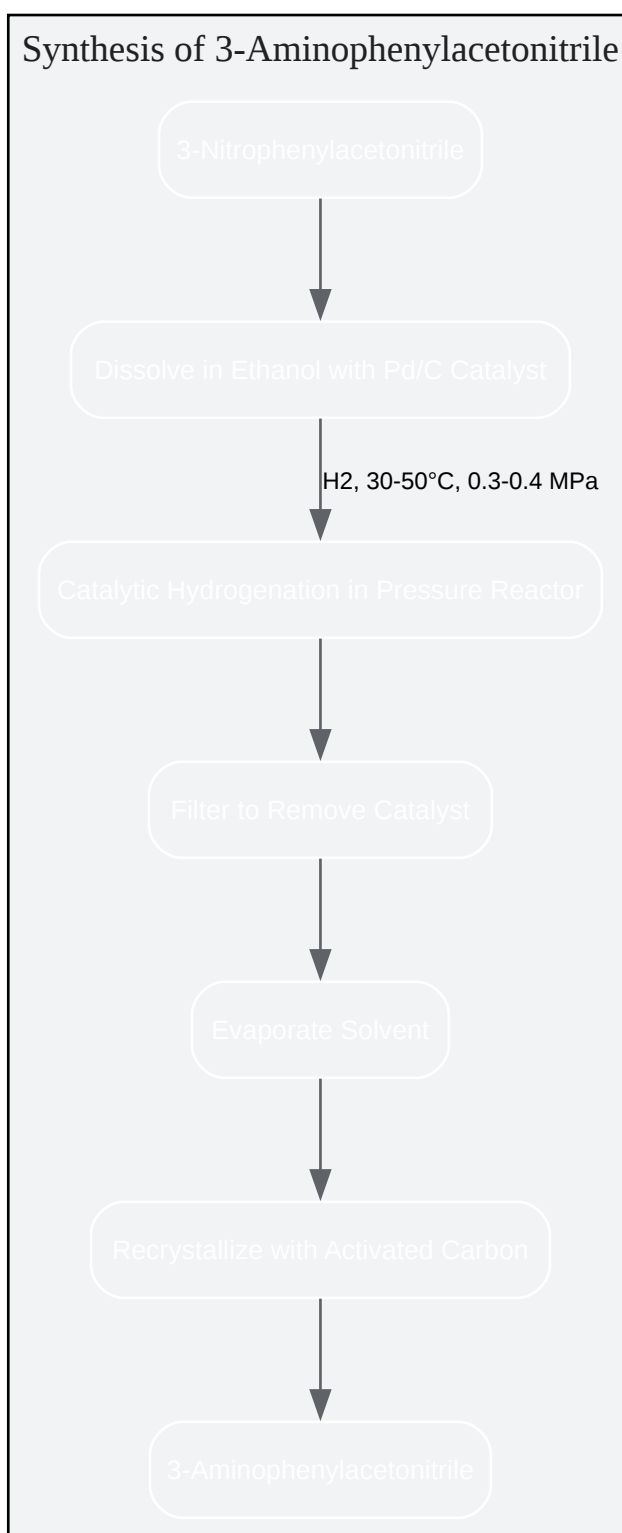 Synthesis of 3-Aminophenylacetonitrile
3-Nitrophenylacetonitrile
Dissolve in Ethanol with Pd/C Catalyst
H2, 30-50°C, 0.3-0.4 MPa
Catalytic Hydrogenation in Pressure Reactor
Filter to Remove Catalyst
Evaporate Solvent
Recrystallize with Activated Carbon
3-Aminophenylacetonitrile